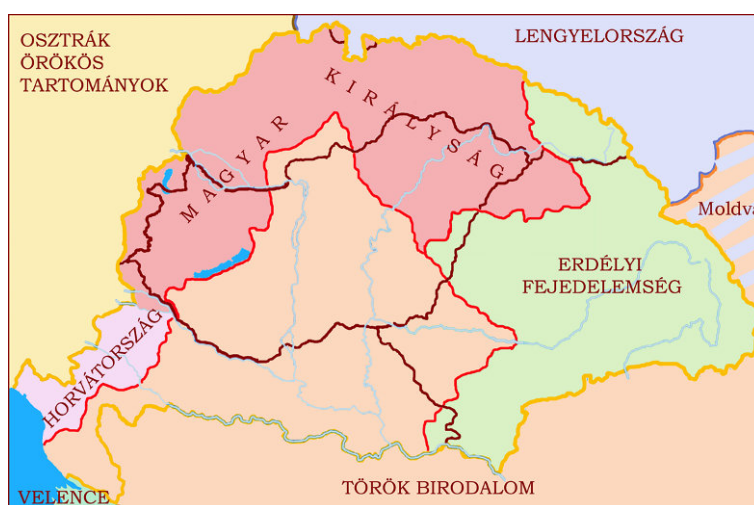 OSZTRÁK
ÖRÖKÖS
TARTOMÁNYOK
LENGYELORSZÁG
MAGYAR KIRÁLYSÁG
Moldva
ERDÉLYI
FEJEDELEMSÉG
HORVÁTORSZÁG
VELENCE
TÖRÖK BIRODALOM